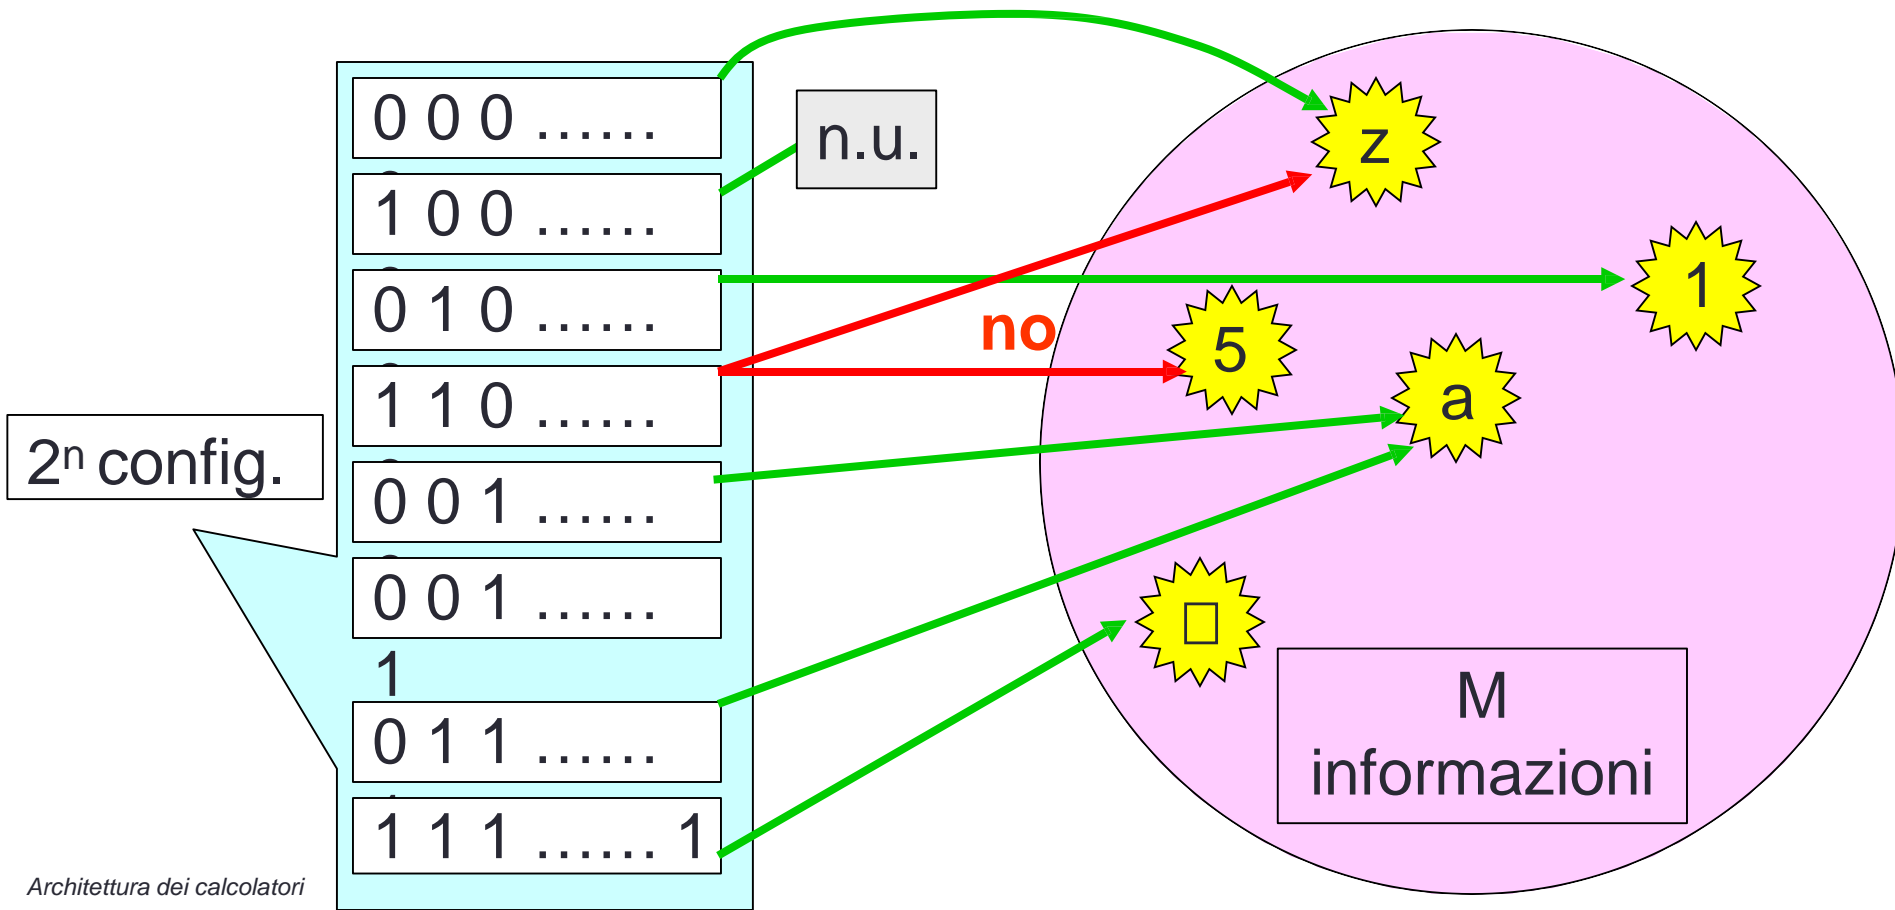 0 0 0 ......
n.u.
z
1 0 0 ......
0 1 0 ......
1
no
5
1 1 0 ......
a
2ⁿ config.
0 0 1 ......
0 0 1 ......
1
0 1 1 ......
M
informazioni
1 1 1 ...... 1
Architettura dei calcolatori